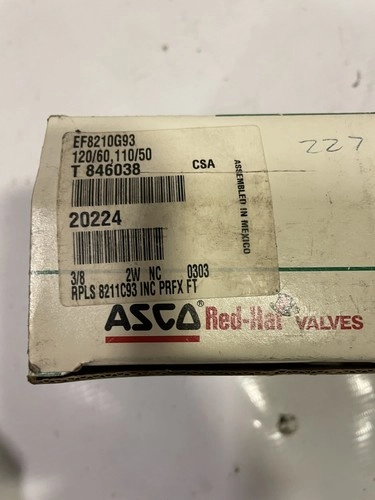 EF8210G93
120/60,110/50
T 846038
CSA
20224
3/8 2W NC 0303
RPLS 8211C93 INC PRFX FT
ASSEMBLED IN MEXICO
227
ASCO® Red-Hat VALVES